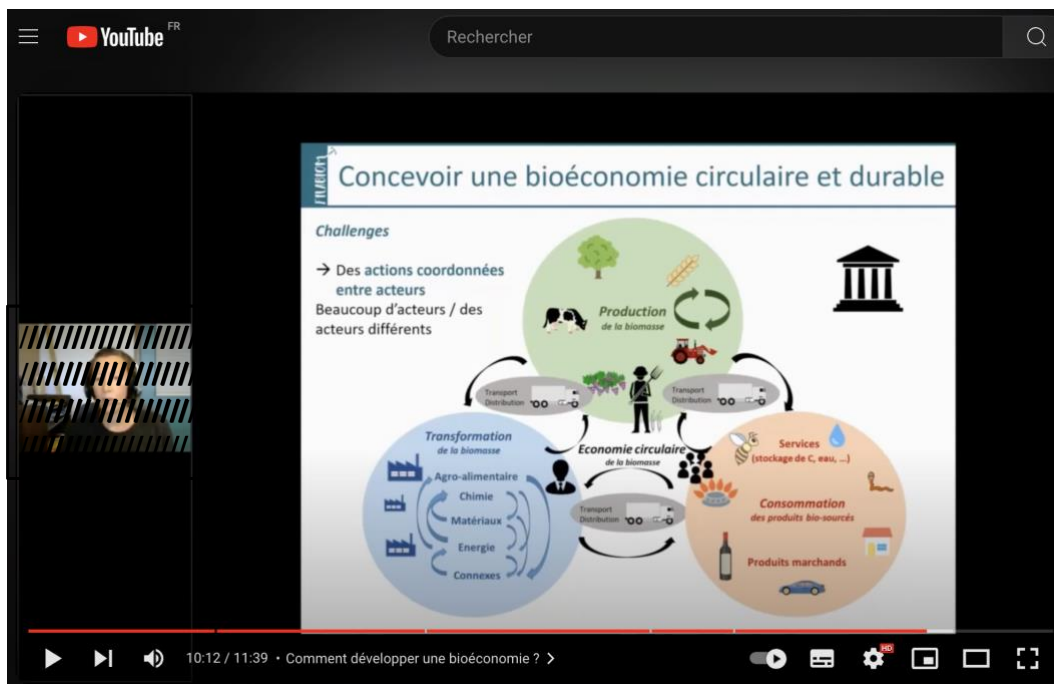 YouTube FR
Rechercher
Concevoir une bioéconomie circulaire et durable
Challenges
→ Des actions coordonnées
entre acteurs
Beaucoup d'acteurs / des
acteurs différents
Production
de la biomasse
Transport
Distribution
Transport
Distribution
Transformation
de la biomasse
Agro-alimentaire
Chimie
Matériaux
Energie
Connexes
Economie circulaire
de la biomasse
Transport
Distribution
Services
(stockage de C, eau, ...)
Consommation
des produits bio-sourcés
Produits marchands
10:12 / 11:39 • Comment développer une bioéconomie ? >
HD